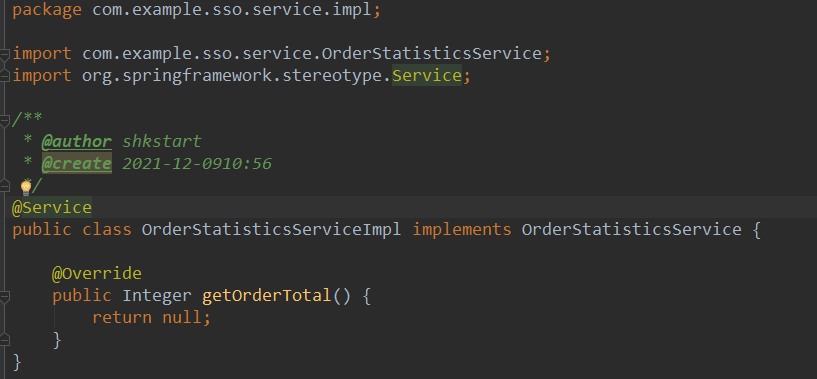 package com.example.sso.service.impl;
import com.example.sso.service.OrderStatisticsService;
import org.springframework.stereotype.Service;
/**
* @author shkstart
* @create 2021-12-0910:56
*/
@Service
public class OrderStatisticsServiceImpl implements OrderStatisticsService {
@Override
public Integer getOrderTotal() {
return null;
}
}